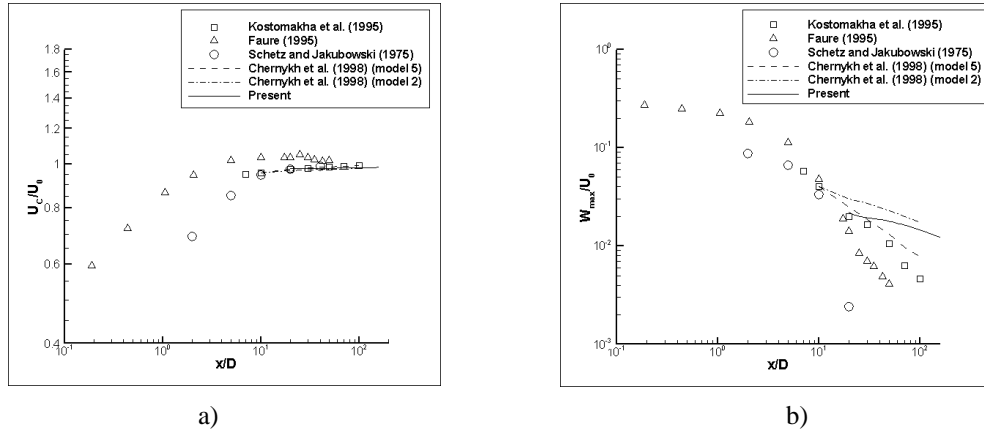 Kostomakha et al. (1995)
Faure (1995)
Schetz and Jakubowski (1975)
Chernykh et al. (1998) (model 5)
Chernykh et al. (1998) (model 2)
Present
1.8
1.6
1.4
1.2
1
0.8
0.6
0.4
U_C/U_0
10^-1
10^0
10^1
10^2
x/D
a)
Kostomakha et al. (1995)
Faure (1995)
Schetz and Jakubowski (1975)
Chernykh et al. (1998) (model 5)
Chernykh et al. (1998) (model 2)
Present
10^0
10^-1
10^-2
10^-3
W_max/U_0
10^-1
10^0
10^1
10^2
x/D
b)